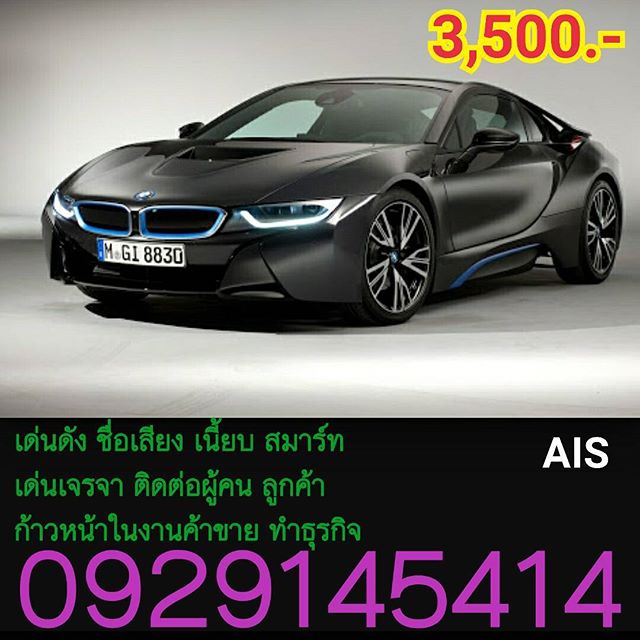 3,500.-
M GI 8830
เด่นดัง ชื่อเสียง เนี้ยบ สมาร์ท
AIS
เด่นเจรจา ติดต่อผู้คน ลูกค้า
ก้าวหน้าในงานค้าขาย ทำธุรกิจ
0929145414